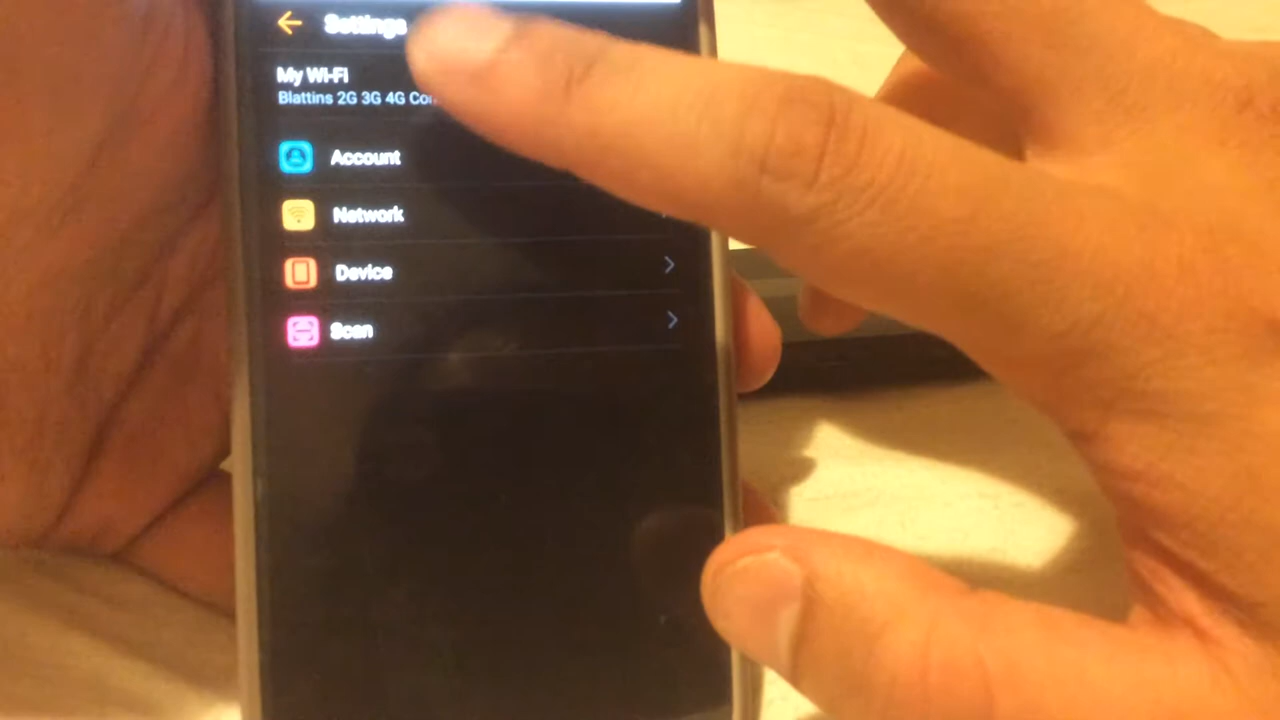 Settings
My Wi-Fi
Blattins 2G 3G 4G
Account
Network
Device
Scan